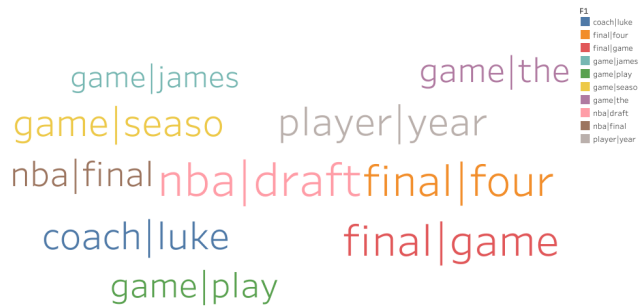 game|james
game|the
game|seaso
player|year
nba|final
nba|draft
final|four
coach|luke
final|game
game|play
F1
coach|luke
final|four
final|game
game|james
game|play
game|seaso
game|the
nba|draft
nba|final
player|year